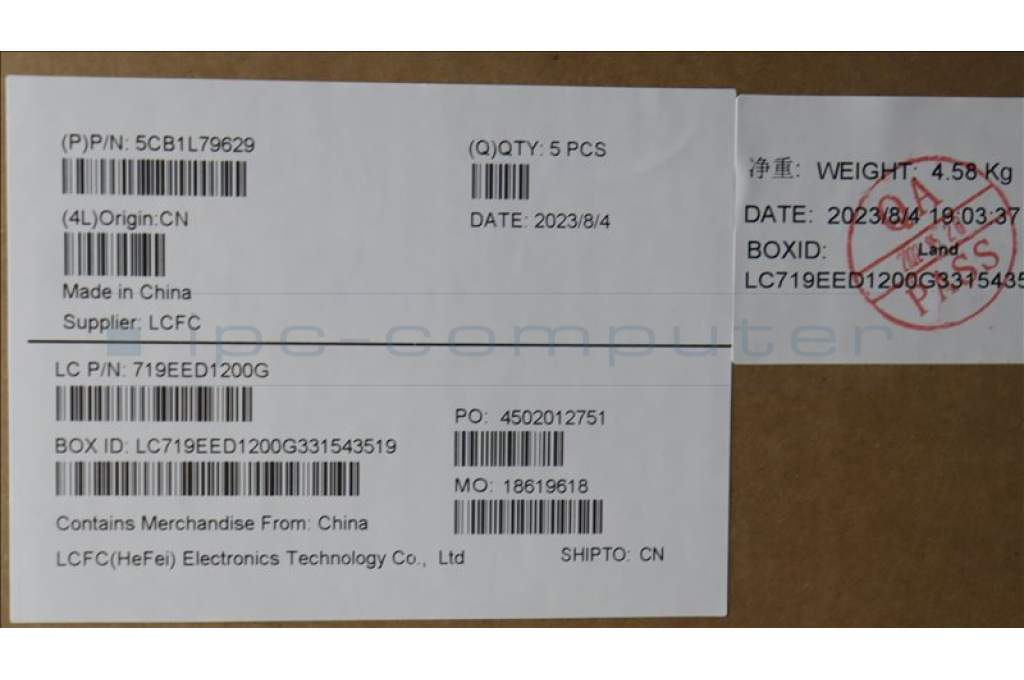 (P)P/N: 5CB1L79629
(Q)QTY: 5 PCS
(4L)Origin:CN
DATE: 2023/8/4
Made in China
Supplier: LCFC
LC P/N: 719EED1200G
PO: 4502012751
BOX ID: LC719EED1200G331543519
MO: 18619618
Contains Merchandise From: China
LCFC(HeFei) Electronics Technology Co., Ltd
SHIPTO: CN
净重: WEIGHT: 4.58 Kg
DATE: 2023/8/4 19:03:37
BOXID: Land
LC719EED1200G3315435
QA
PASS
ipc-computer